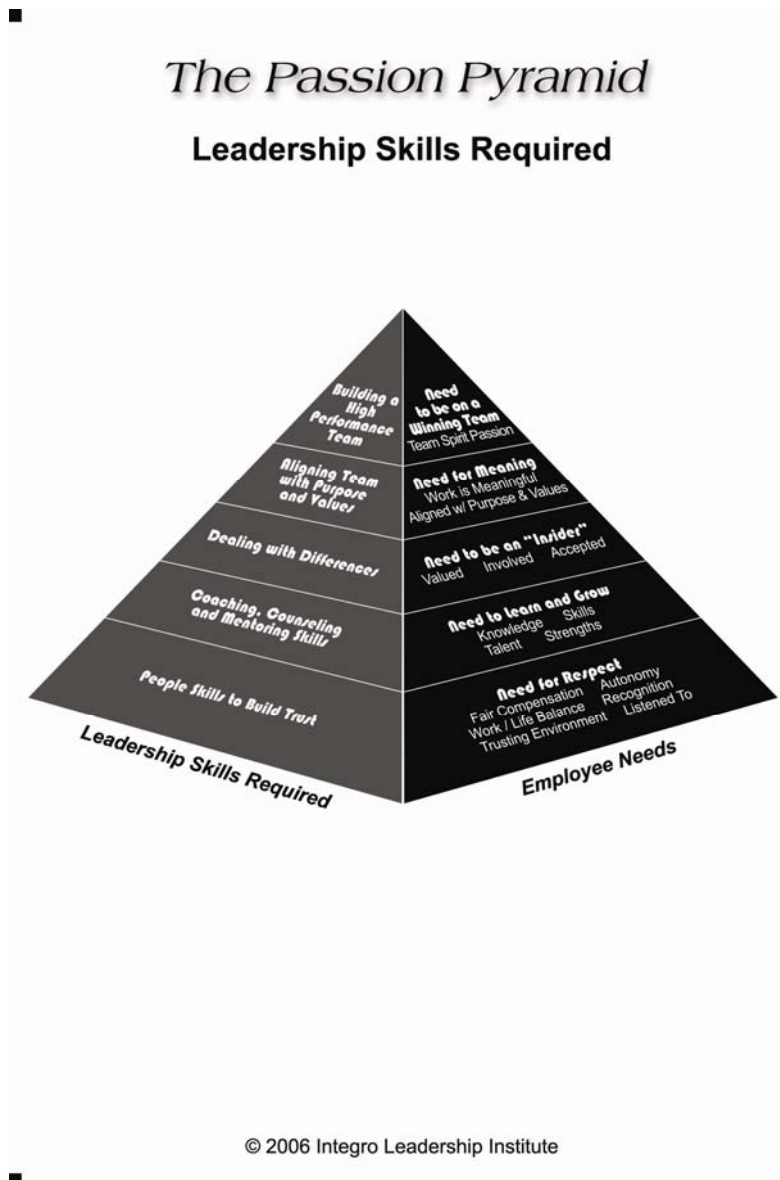 The Passion Pyramid
Leadership Skills Required
Building a
High
Performance
Team
Aligning Team
with Purpose
and Values
Dealing with Differences
Coaching, Counseling
and Mentoring Skills
People Skills to Build Trust
Leadership Skills Required
Need
to be on a
Winning Team
Team Spirit Passion
Need for Meaning
Work is Meaningful
Aligned w/ Purpose & Values
Need to be an "Insider"
Valued Involved Accepted
Need to Learn and Grow
Knowledge Skills
Talent Strengths
Need for Respect
Fair Compensation Autonomy
Work / Life Balance Recognition
Trusting Environment Listened To
Employee Needs
© 2006 Integro Leadership Institute